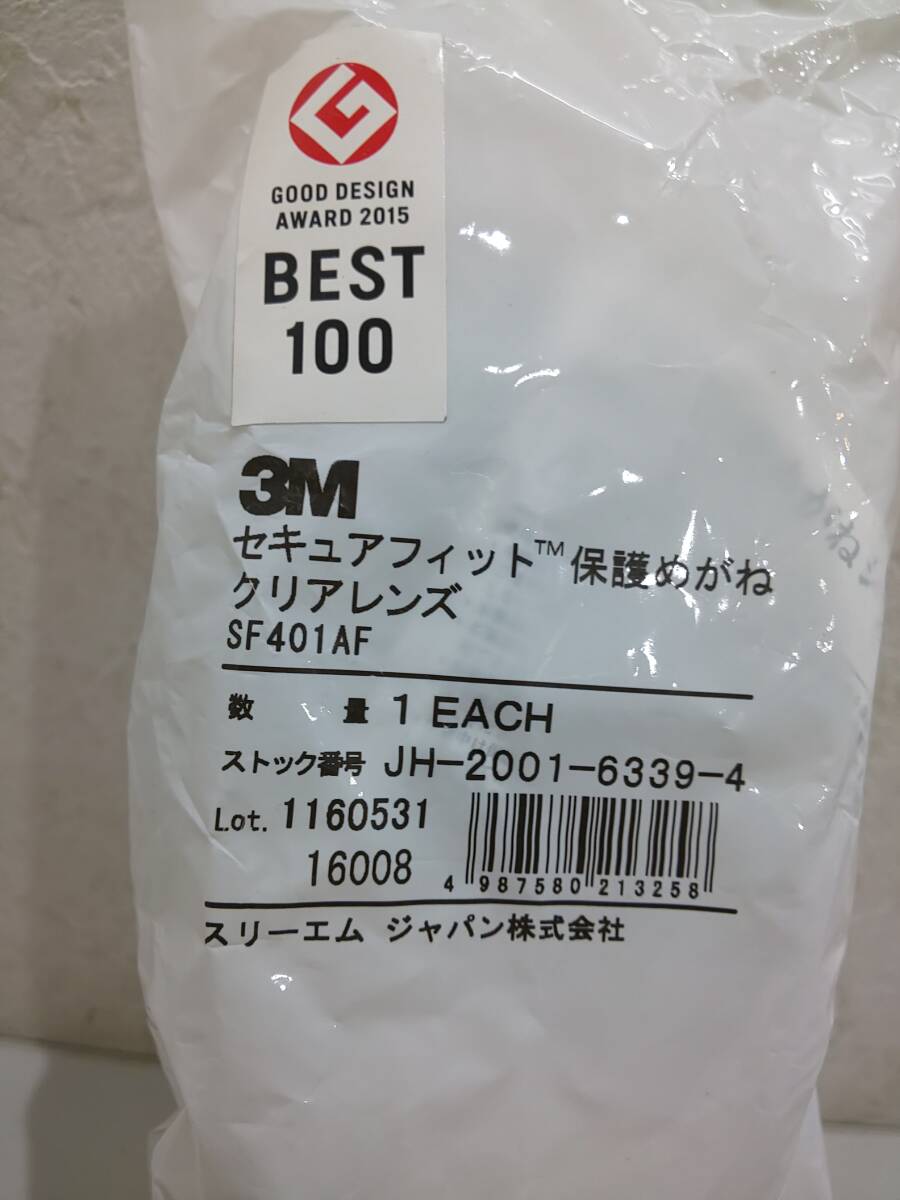 GOOD DESIGN
AWARD 2015
BEST
100
3M
セキュアフィット™ 保護めがね
クリアレンズ
SF401AF
数 量 1 EACH
ストック番号 JH-2001-6339-4
Lot. 1160531
16008
4 987580 213258
スリーエム ジャパン株式会社